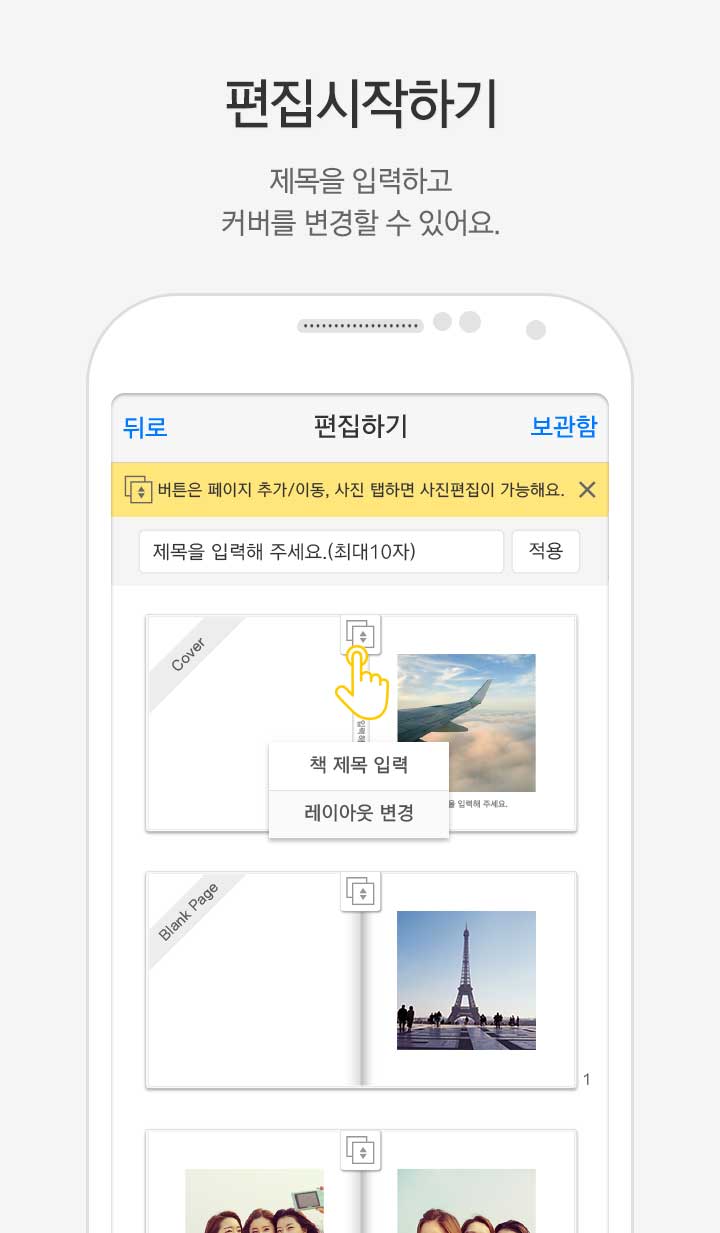 편집시작하기
제목을 입력하고
커버를 변경할 수 있어요.
뒤로
편집하기
보관함
버튼은 페이지 추가/이동, 사진 탭하면 사진편집이 가능해요.
제목을 입력해 주세요.(최대10자)
적용
Cover
입력해
책 제목 입력
레이아웃 변경
을 입력해 주세요.
Blank Page
1